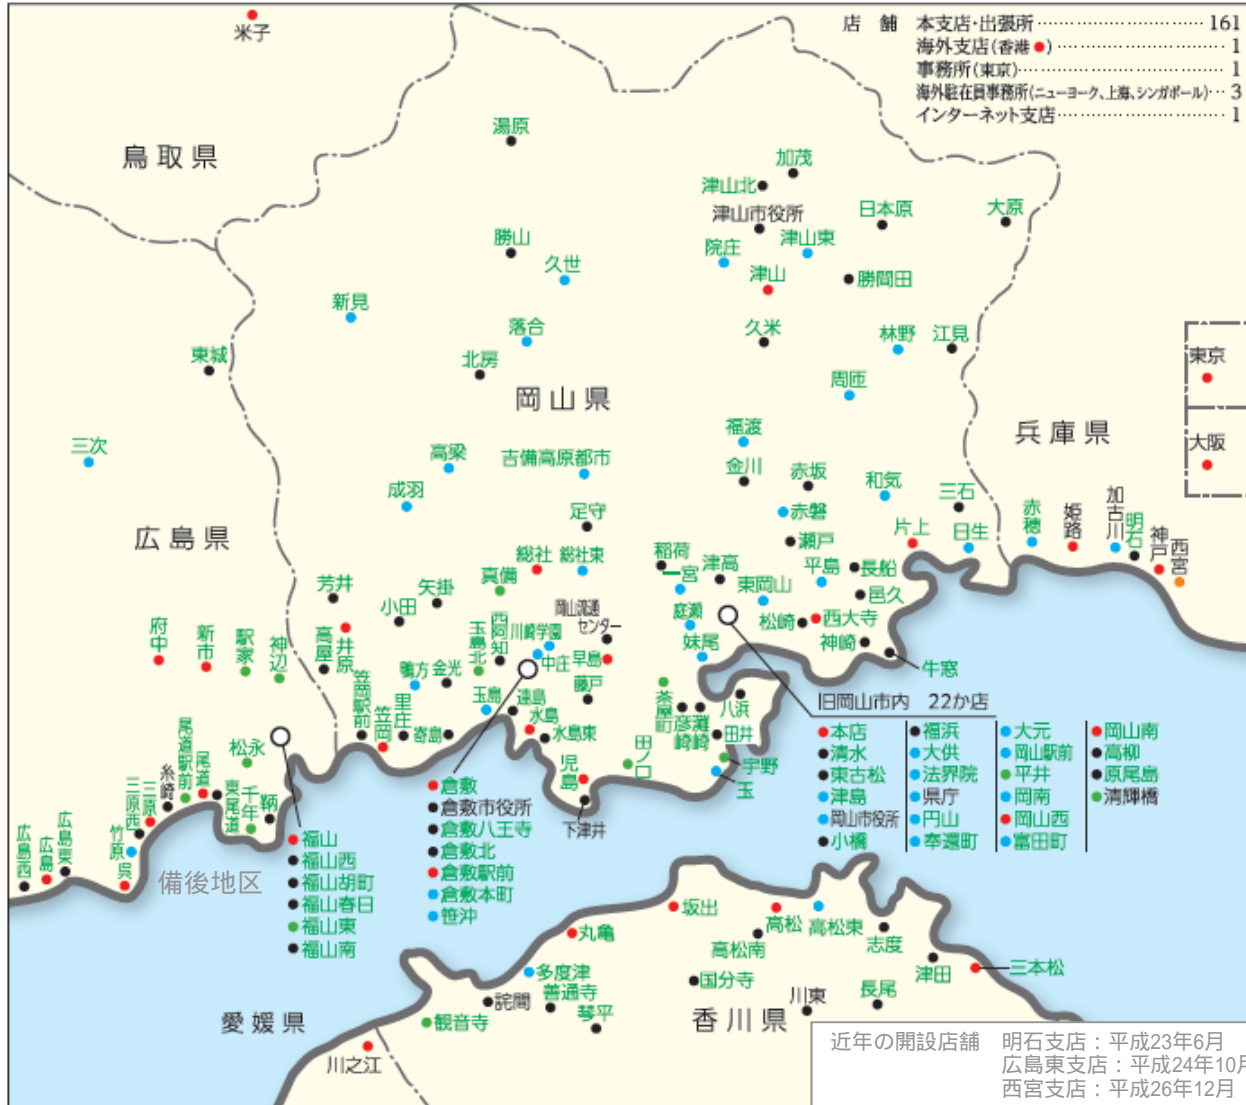 米子
店　舗　本支店・出張所 161
海外支店(香港●) 1
事務所(東京) 1
海外駐在員事務所(ニューヨーク、上海、シンガポール) 3
インターネット支店 1
鳥取県
湯原
加茂
津山北
津山市役所
日本原
大原
勝山
久世
院庄
津山東
津山
勝間田
新見
落合
久米
林野
江見
東城
北房
周匝
岡山県
東京
兵庫県
大阪
三次
高梁
吉備高原都市
福渡
金川
赤坂
和気
三石
成羽
足守
赤磐
瀬戸
片上
日生
赤穂
姫路
加古川
明石
神戸
西宮
広島県
総社
総社東
稲荷
一宮
津高
東岡山
平島
長船
邑久
芳井
小田
矢掛
真備
岡山流通
センター
庭瀬
松崎
西大寺
神崎
牛窓
府中
新市
駅家
神辺
高屋
井原
玉島北
西阿知
川崎学園
中庄
早島
妹尾
笠岡駅前
笠岡
鴨方
金光
里庄
寄島
玉島
連島
水島
水島東
藤戸
茶屋町
彦崎
灘崎
八浜
田井
宇野
玉
田ノ口
児島
下津井
松永
尾道駅前
尾道
東尾道
千年
鞆
糸崎
三原
三原西
竹原
呉
広島東
広島
広島西
備後地区
旧岡山市内　22か店
本店
清水
東古松
津島
岡山市役所
小橋
福浜
大供
法界院
県庁
円山
奉還町
大元
岡山駅前
平井
岡南
岡山西
富田町
岡山南
高柳
原尾島
清輝橋
倉敷
倉敷市役所
倉敷八王寺
倉敷北
倉敷駅前
倉敷本町
笹沖
福山
福山西
福山胡町
福山春日
福山東
福山南
坂出
高松
高松東
高松南
志度
丸亀
津田
三本松
多度津
善通寺
国分寺
川東
長尾
詫間
琴平
観音寺
香川県
愛媛県
川之江
近年の開設店舗　明石支店：平成23年6月
広島東支店：平成24年10月
西宮支店：平成26年12月